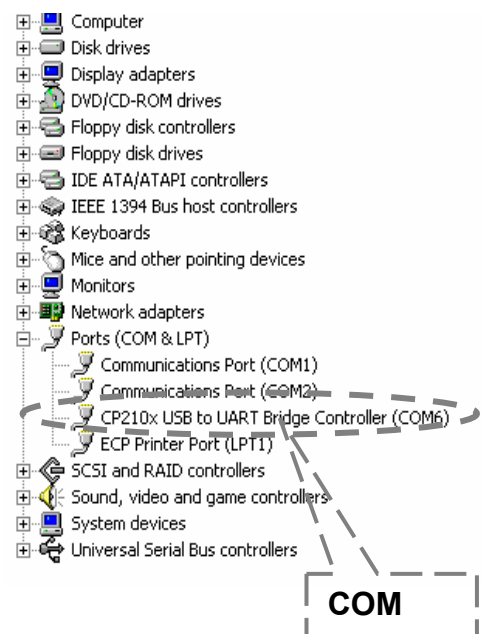 Computer
Disk drives
Display adapters
DVD/CD-ROM drives
Floppy disk controllers
Floppy disk drives
IDE ATA/ATAPI controllers
IEEE 1394 Bus host controllers
Keyboards
Mice and other pointing devices
Monitors
Network adapters
Ports (COM & LPT)
Communications Port (COM1)
Communications Port (COM2)
CP210x USB to UART Bridge Controller (COM6)
ECP Printer Port (LPT1)
SCSI and RAID controllers
Sound, video and game controllers
System devices
Universal Serial Bus controllers
COM